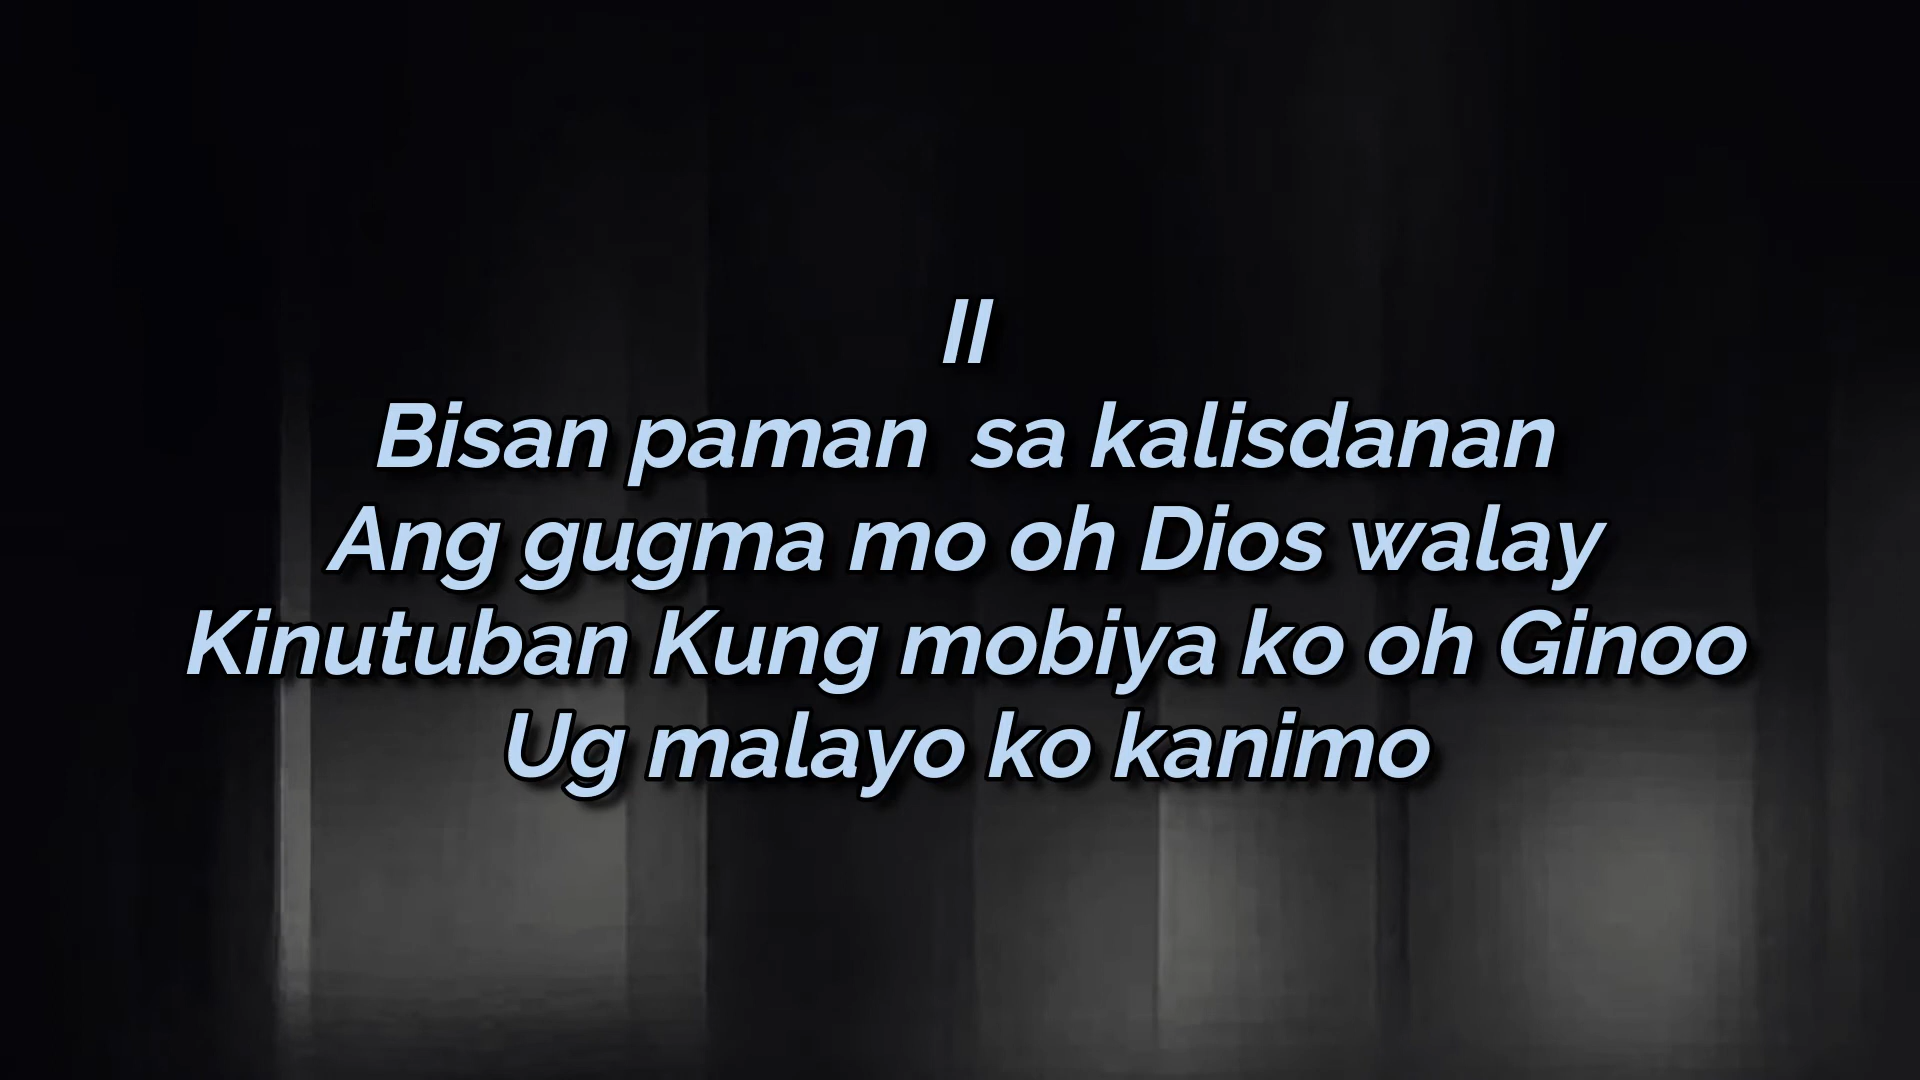 II
Bisan paman  sa kalisdanan
Ang gugma mo oh Dios walay
Kinutuban Kung mobiya ko oh Ginoo
Ug malayo ko kanimo